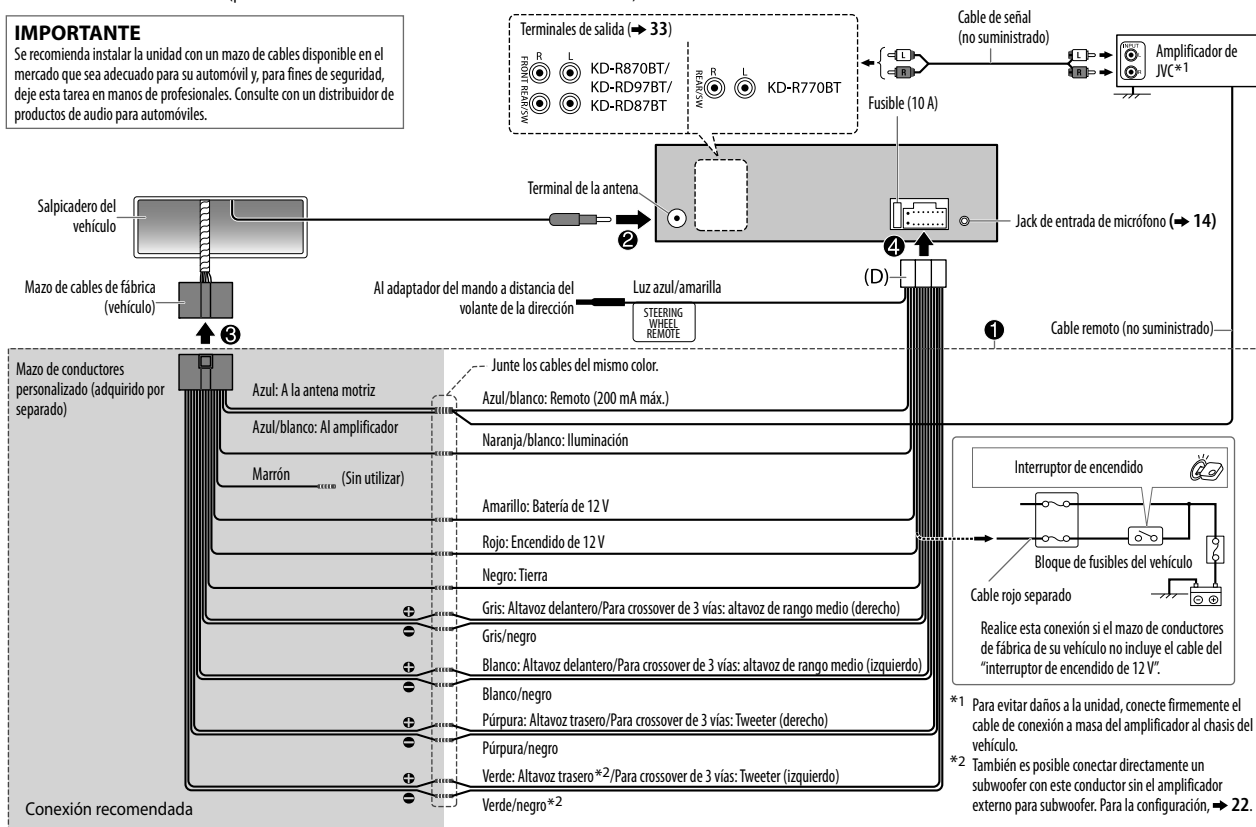 IMPORTANTE
Se recomienda instalar la unidad con un mazo de cables disponible en el
mercado que sea adecuado para su automóvil y, para fines de seguridad,
deje esta tarea en manos de profesionales. Consulte con un distribuidor de
productos de audio para automóviles.
Terminales de salida (➜ 33)
R L
FRONT REAR/SW
KD-R870BT/
KD-RD97BT/
KD-RD87BT
R L
REAR/SW
KD-R770BT
Cable de señal
(no suministrado)
L
R
L
R
INPUT
L
R
Amplificador de
JVC*1
Fusible (10 A)
Terminal de la antena
Salpicadero del
vehículo
2
4
Jack de entrada de micrófono (➜ 14)
(D)
Mazo de cables de fábrica
(vehículo)
Al adaptador del mando a distancia del
volante de la dirección
Luz azul/amarilla
STEERING
WHEEL
REMOTE
3
1
Cable remoto (no suministrado)
Mazo de conductores
personalizado (adquirido por
separado)
Junte los cables del mismo color.
Azul: A la antena motriz
Azul/blanco: Remoto (200 mA máx.)
Azul/blanco: Al amplificador
Naranja/blanco: Iluminación
Marrón
(Sin utilizar)
Amarillo: Batería de 12 V
Rojo: Encendido de 12 V
Negro: Tierra
Gris: Altavoz delantero/Para crossover de 3 vías: altavoz de rango medio (derecho)
Gris/negro
Blanco: Altavoz delantero/Para crossover de 3 vías: altavoz de rango medio (izquierdo)
Blanco/negro
Púrpura: Altavoz trasero/Para crossover de 3 vías: Tweeter (derecho)
Púrpura/negro
Verde: Altavoz trasero*2/Para crossover de 3 vías: Tweeter (izquierdo)
Verde/negro*2
Conexión recomendada
Interruptor de encendido
Bloque de fusibles del vehículo
Cable rojo separado
Realice esta conexión si el mazo de conductores
de fábrica de su vehículo no incluye el cable del
“interruptor de encendido de 12 V”.
*1 Para evitar daños a la unidad, conecte firmemente el
cable de conexión a masa del amplificador al chasis del
vehículo.
*2 También es posible conectar directamente un
subwoofer con este conductor sin el amplificador
externo para subwoofer. Para la configuración, ➜ 22.